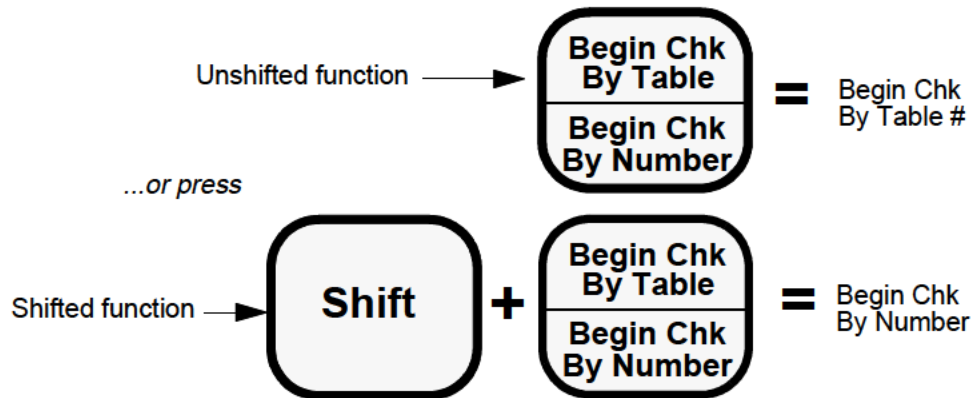 Unshifted function
Begin Chk
By Table
Begin Chk
By Number
=
Begin Chk
By Table #
...or press
Shifted function
Shift
+
Begin Chk
By Table
Begin Chk
By Number
=
Begin Chk
By Number